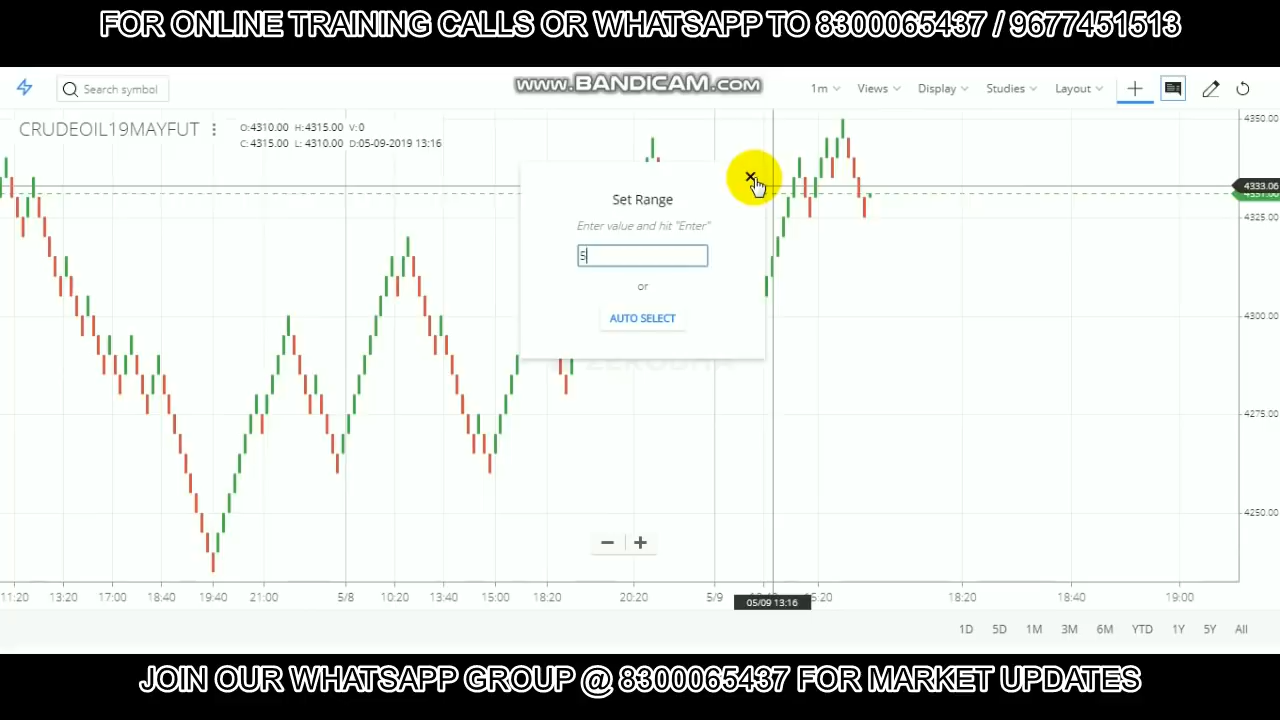 FOR ONLINE TRAINING CALLS OR WHATSAPP TO 8300065437 / 9677451513
www.BANDICAM.com
Search symbol
1m Views Display Studies Layout
CRUDEOIL19MAYFUT
O:4310.00 H:4315.00 V:0
C: 4315.00 L: 4310.00 D:05-09-2019 13:16
4350.00
4333.06
4325.00
4300.00
4275.00
4250.00
Set Range
Enter value and hit "Enter"
5
or
AUTO SELECT
ZERODHA
11:20 13:20 17:00 18:40 19:40 21:00 5/8 10:20 13:40 15:00 18:20 20:20 5/9 18:20 18:40 19:00
05/09 13:16
1D 5D 1M 3M 6M YTD 1Y 5Y All
JOIN OUR WHATSAPP GROUP @ 8300065437 FOR MARKET UPDATES